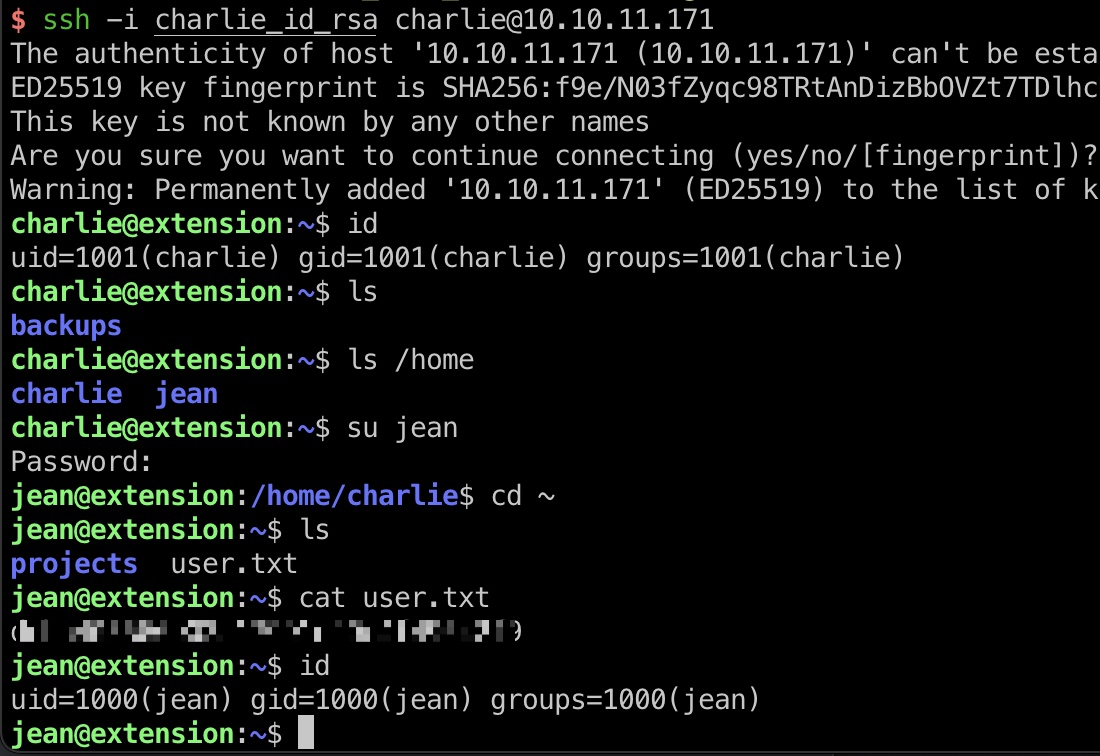 $ ssh -i charlie_id_rsa charlie@10.10.11.171
The authenticity of host '10.10.11.171 (10.10.11.171)' can't be esta
ED25519 key fingerprint is SHA256:f9e/N03fZyqc98TRtAnDizBbOVZt7TDlhc
This key is not known by any other names
Are you sure you want to continue connecting (yes/no/[fingerprint])?
Warning: Permanently added '10.10.11.171' (ED25519) to the list of k
charlie@extension:~$ id
uid=1001(charlie) gid=1001(charlie) groups=1001(charlie)
charlie@extension:~$ ls
backups
charlie@extension:~$ ls /home
charlie  jean
charlie@extension:~$ su jean
Password:
jean@extension:/home/charlie$ cd ~
jean@extension:~$ ls
projects  user.txt
jean@extension:~$ cat user.txt
jean@extension:~$ id
uid=1000(jean) gid=1000(jean) groups=1000(jean)
jean@extension:~$